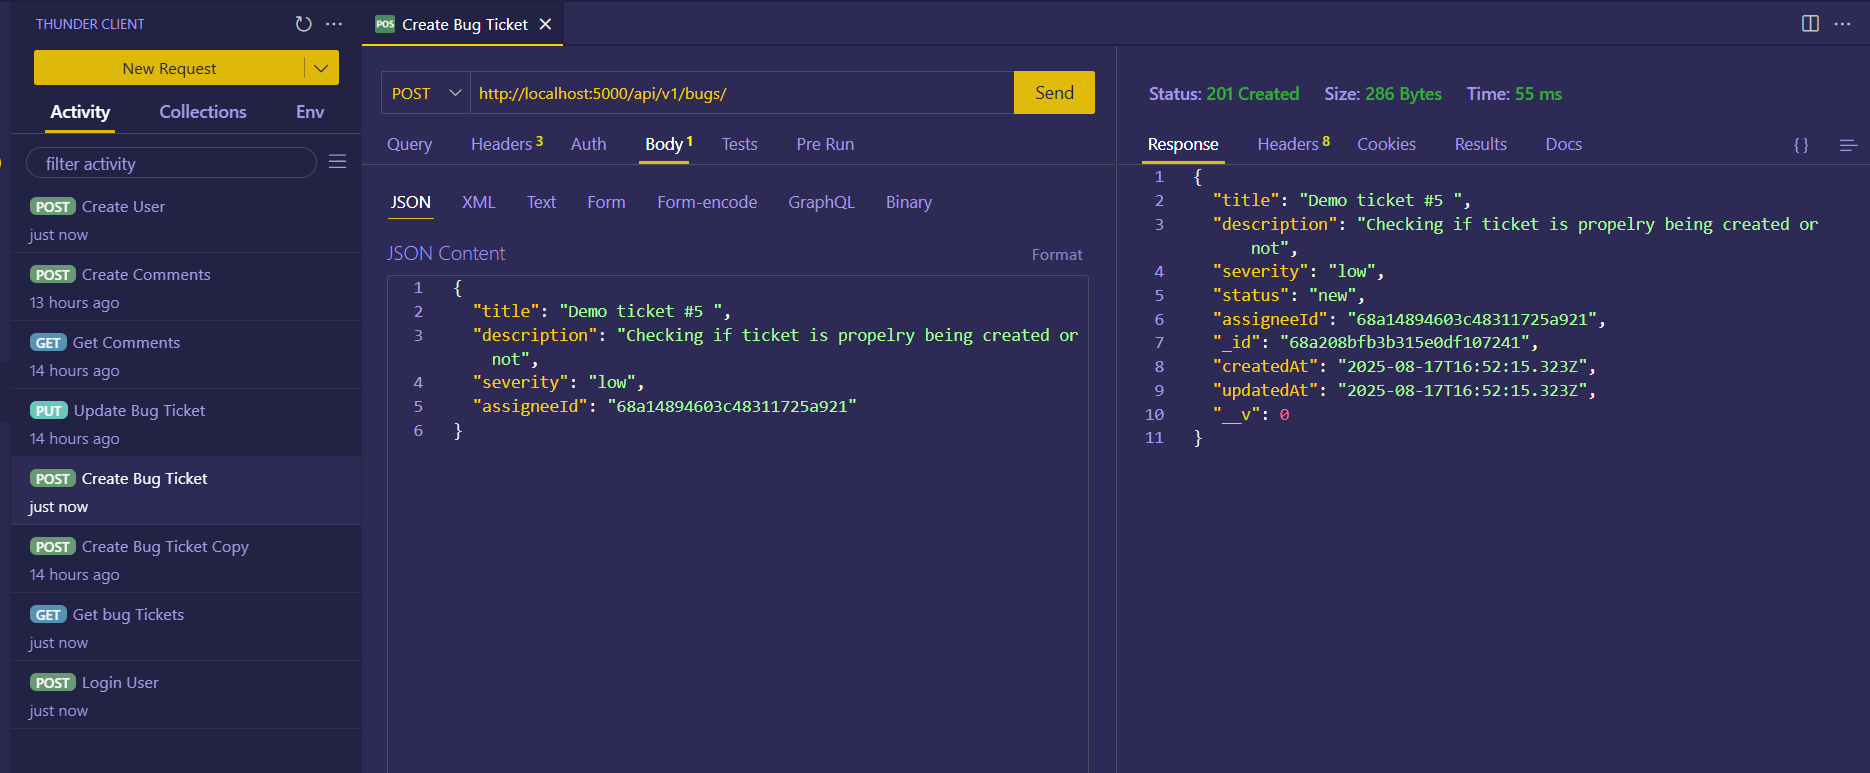 THUNDER CLIENT
New Request
Activity Collections Env
filter activity
POST Create User
just now
POST Create Comments
13 hours ago
GET Get Comments
14 hours ago
PUT Update Bug Ticket
14 hours ago
POST Create Bug Ticket
just now
POST Create Bug Ticket Copy
14 hours ago
GET Get bug Tickets
just now
POST Login User
just now
POS Create Bug Ticket
POST http://localhost:5000/api/v1/bugs/ Send
Query Headers 3 Auth Body 1 Tests Pre Run
JSON XML Text Form Form-encode GraphQL Binary
JSON Content Format
1 {
2 "title": "Demo ticket #5 ",
3 "description": "Checking if ticket is propelry being created or
not",
4 "severity": "low",
5 "assigneeId": "68a14894603c48311725a921"
6 }
Status: 201 Created Size: 286 Bytes Time: 55 ms
Response Headers 8 Cookies Results Docs { }
1 {
2 "title": "Demo ticket #5 ",
3 "description": "Checking if ticket is propelry being created or
not",
4 "severity": "low",
5 "status": "new",
6 "assigneeId": "68a14894603c48311725a921",
7 "_id": "68a208bfb3b315e0df107241",
8 "createdAt": "2025-08-17T16:52:15.323Z",
9 "updatedAt": "2025-08-17T16:52:15.323Z",
10 "__v": 0
11 }